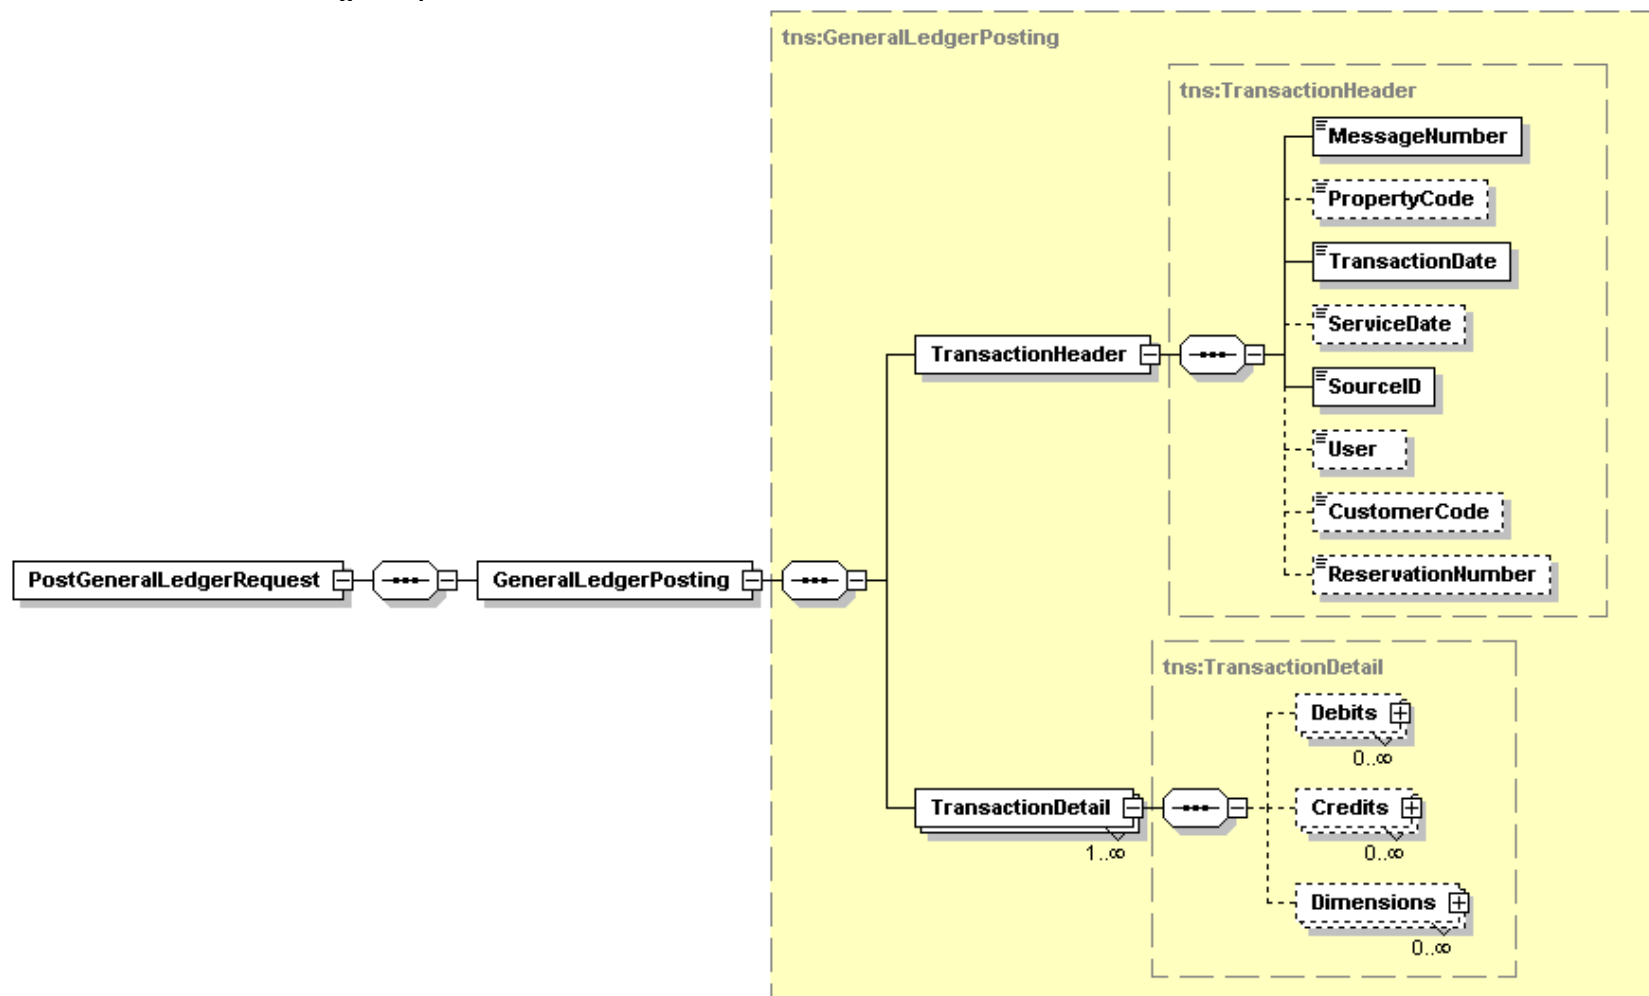 tns:GeneralLedgerPosting
tns:TransactionHeader
MessageNumber
PropertyCode
TransactionDate
ServiceDate
TransactionHeader
SourceID
User
CustomerCode
ReservationNumber
PostGeneralLedgerRequest
GeneralLedgerPosting
tns:TransactionDetail
Debits
0..∞
TransactionDetail
1..∞
Credits
0..∞
Dimensions
0..∞